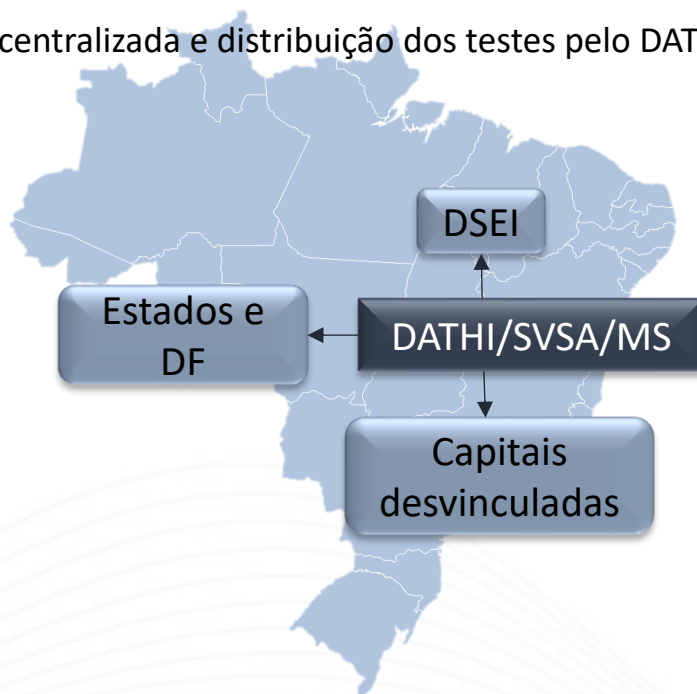 centralizada e distribuição dos testes pelo DAT
DSEI
Estados e
DF
DATHI/SVSA/MS
Capitais
desvinculadas